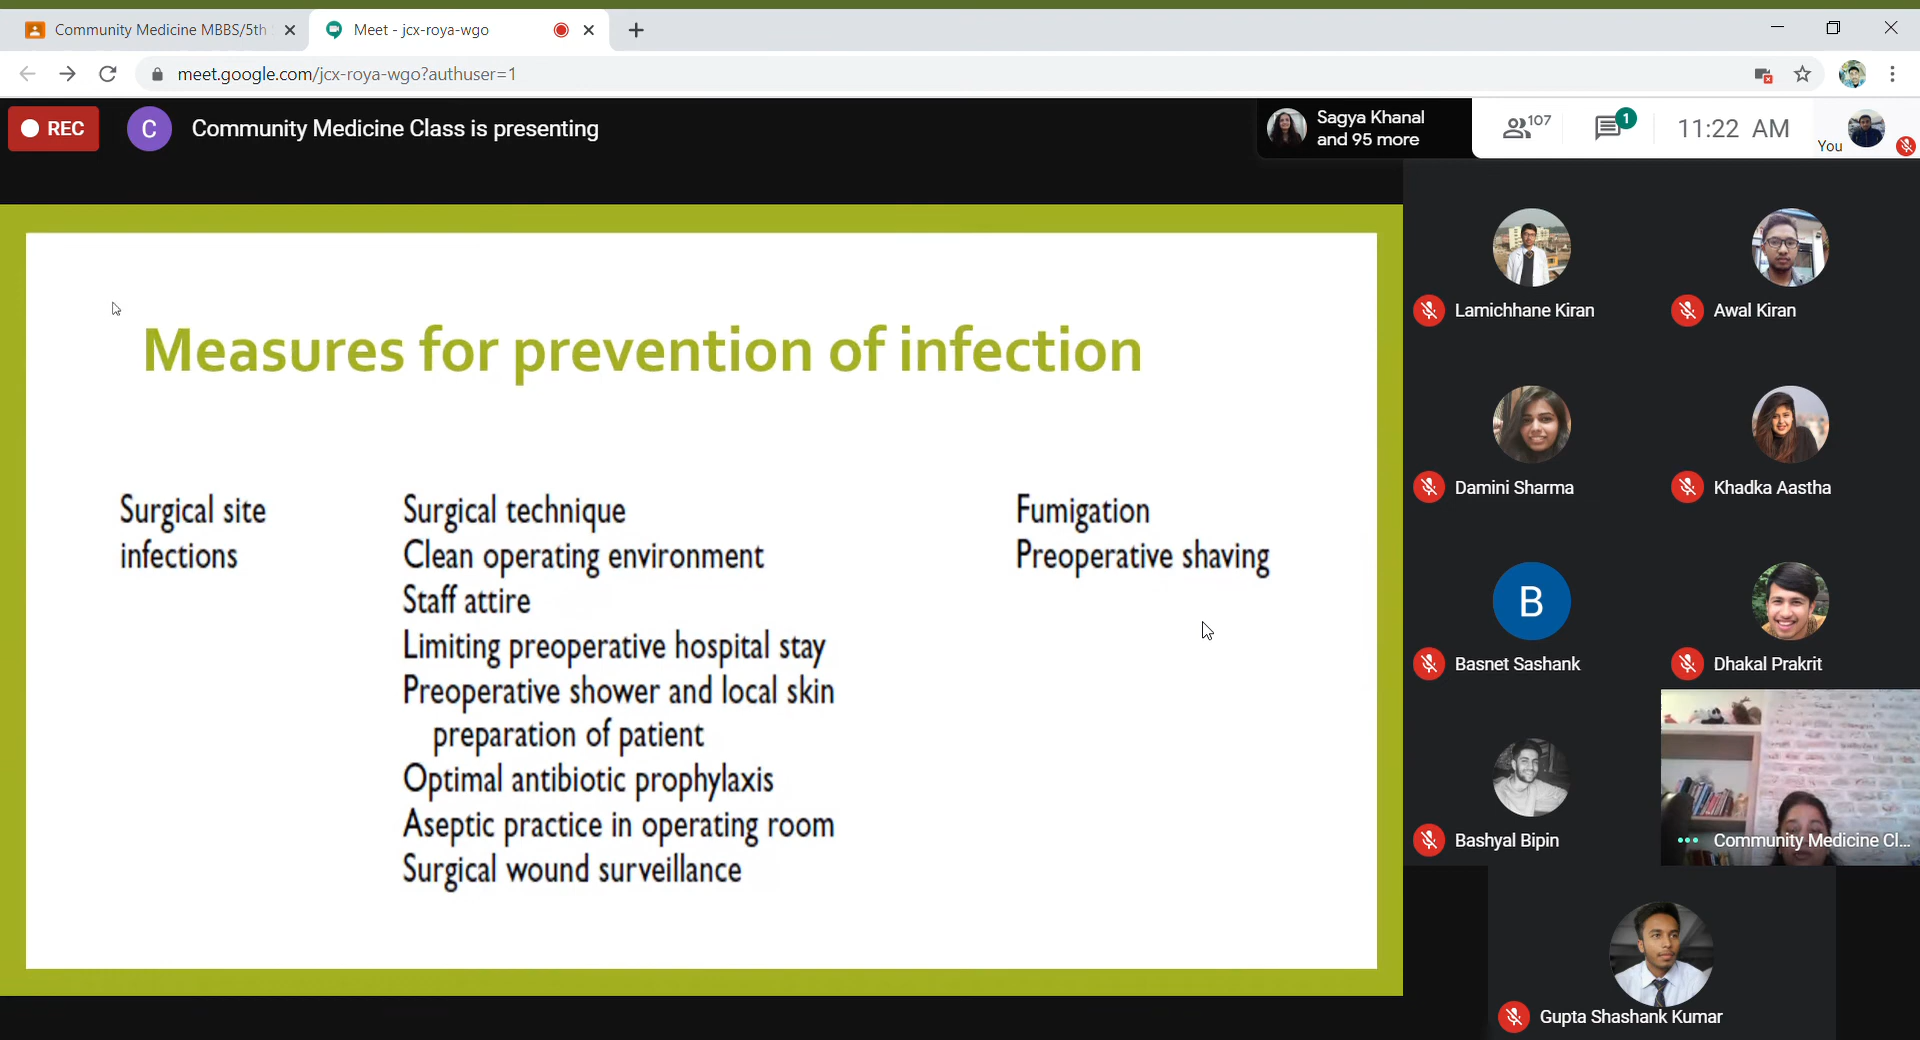 Community Medicine MBBS/5th
Meet - jcx-roya-wgo
meet.google.com/jcx-roya-wgo?authuser=1
REC
C
Community Medicine Class is presenting
Sagya Khanal
and 95 more
107
1
11:22 AM
You
Measures for prevention of infection
Surgical site
infections
Surgical technique
Clean operating environment
Staff attire
Limiting preoperative hospital stay
Preoperative shower and local skin
preparation of patient
Optimal antibiotic prophylaxis
Aseptic practice in operating room
Surgical wound surveillance
Fumigation
Preoperative shaving
Lamichhane Kiran
Awal Kiran
Damini Sharma
Khadka Aastha
B
Basnet Sashank
Dhakal Prakrit
Bashyal Bipin
Community Medicine Cl...
Gupta Shashank Kumar